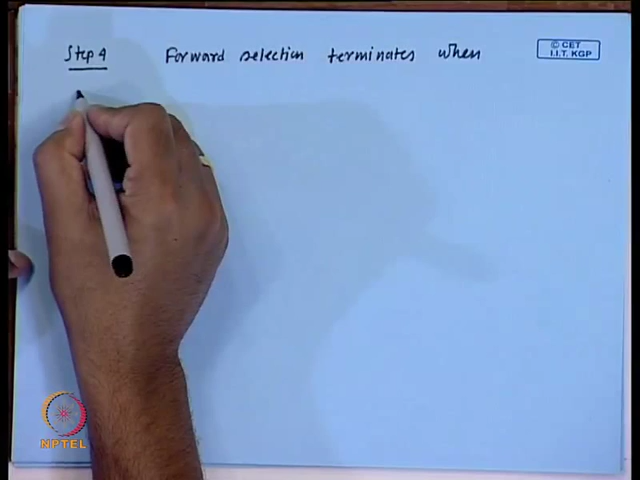 Step 4 Forward selection terminates when
© CET
I.I.T. KGP
NPTEL